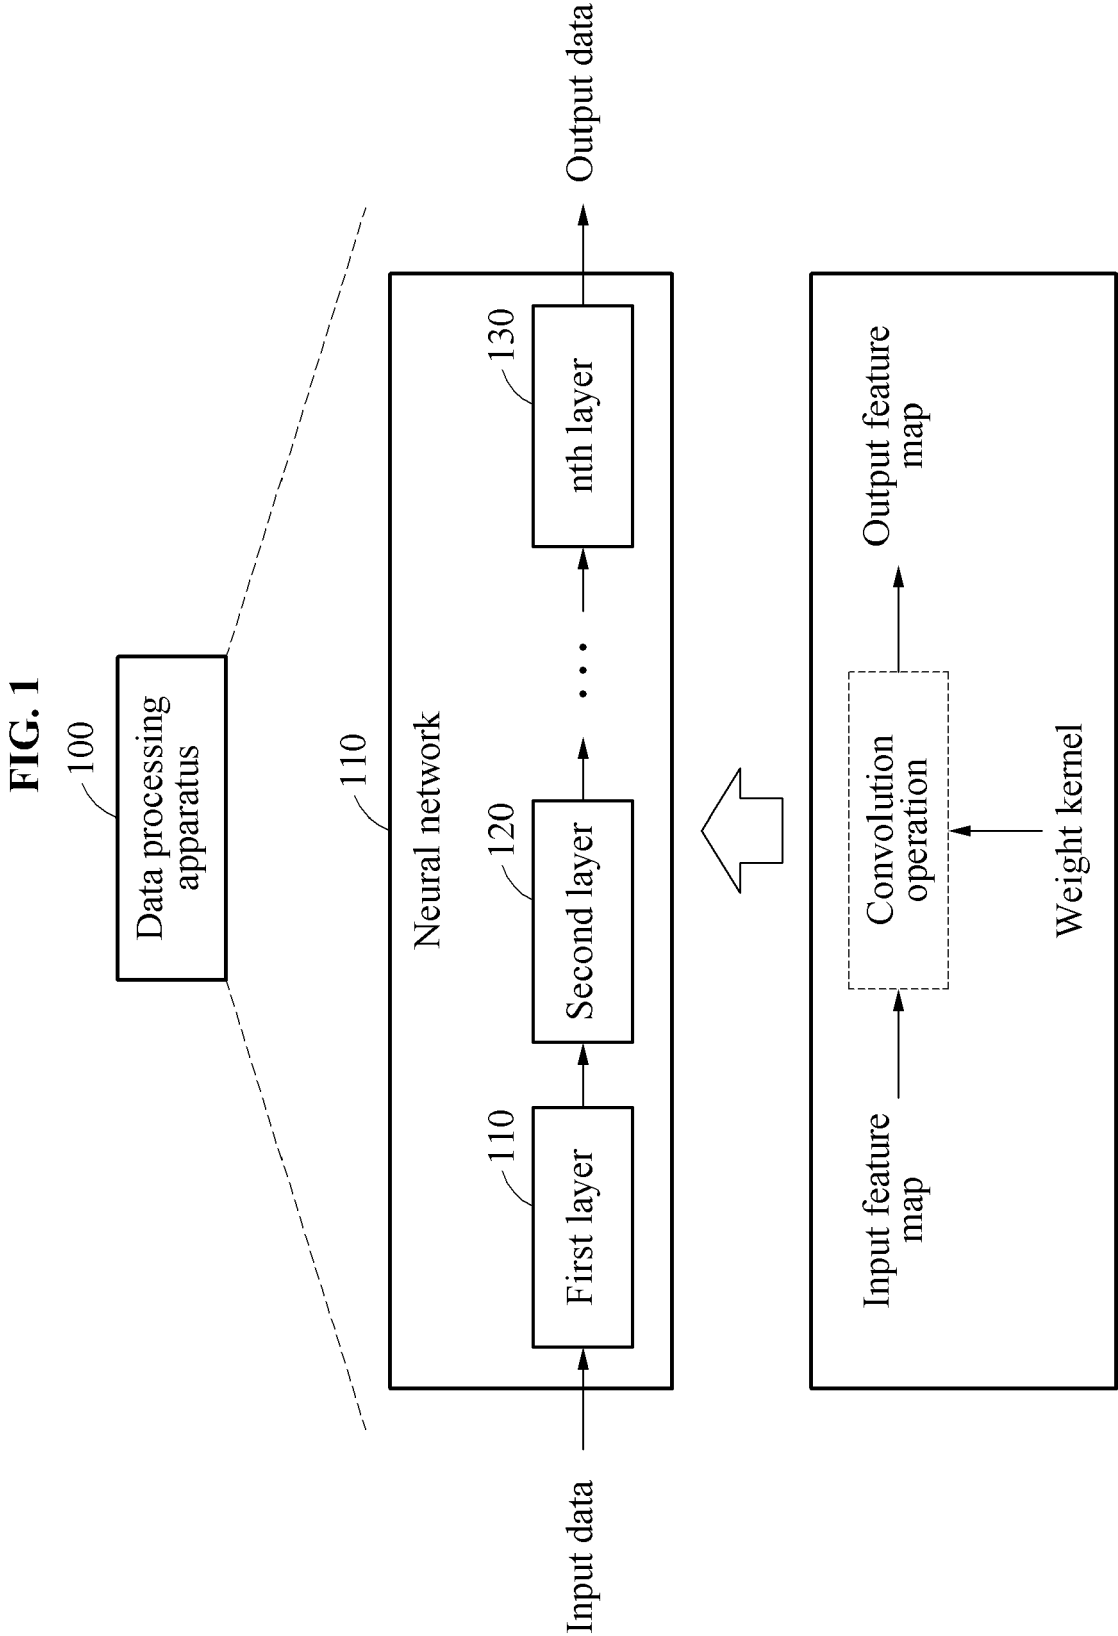 FIG. 1
100
Data processing
apparatus
110
Neural network
110
120
130
Input data
First layer
Second layer
...
nth layer
Output data
Input feature
map
Convolution
operation
Output feature
map
Weight kernel